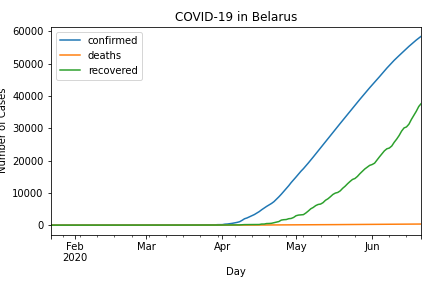 COVID-19 in Belarus
60000
50000
40000
30000
20000
10000
0
Number of Cases
confirmed
deaths
recovered
Feb
2020
Mar
Apr
May
Jun
Day